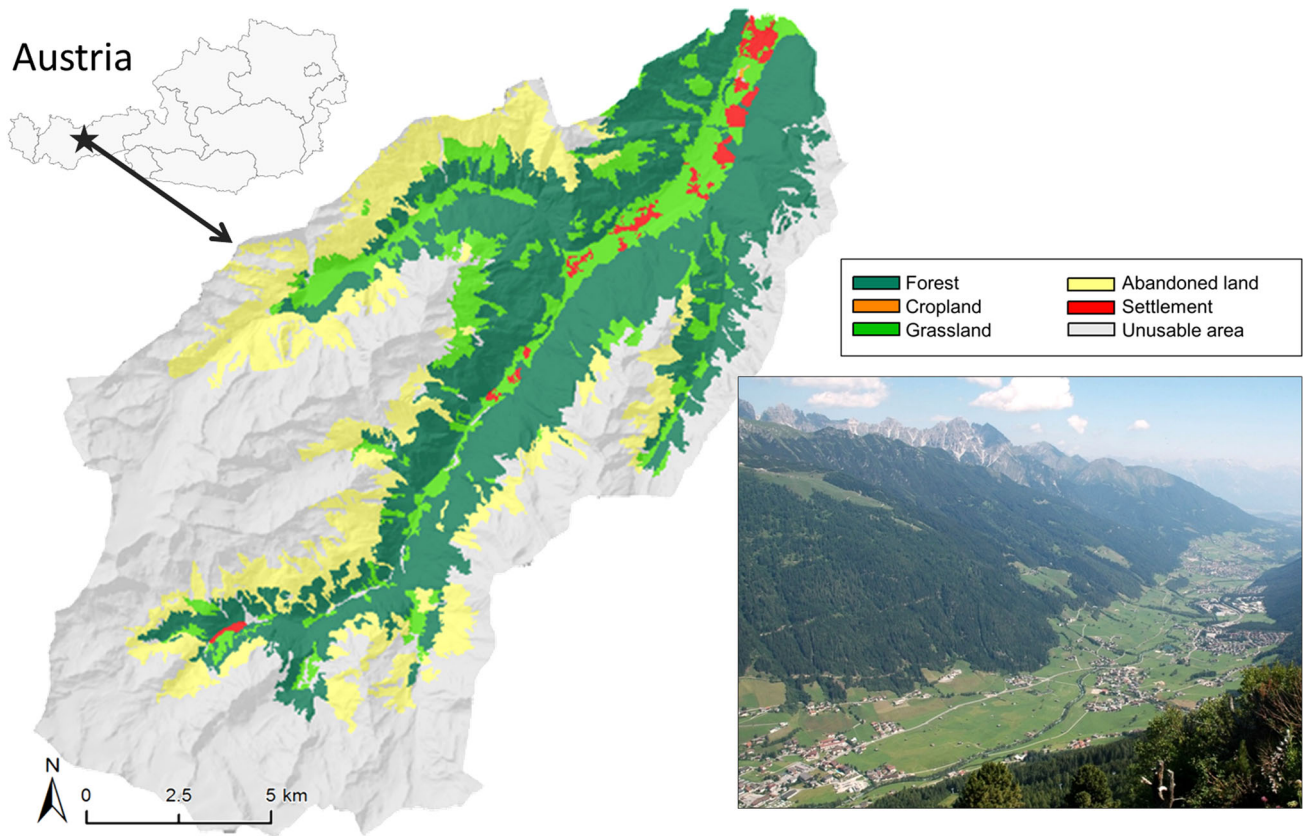 Austria
Forest
Cropland
Grassland
Abandoned land
Settlement
Unusable area
N
0 2.5 5 km